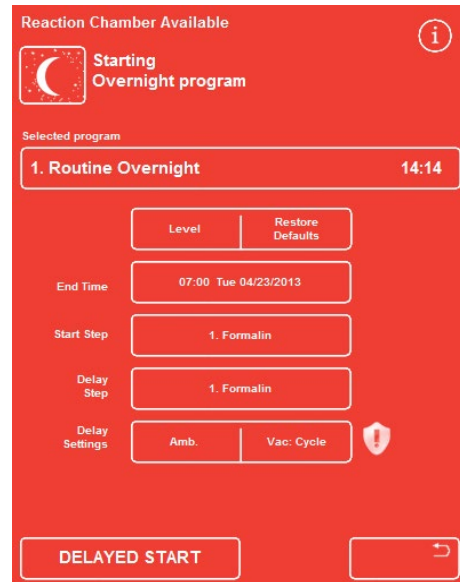 Reaction Chamber Available
Starting
Overnight program
Selected program
1. Routine Overnight 14:14
Level
Restore
Defaults
End Time 07:00 Tue 04/23/2013
Start Step 1. Formalin
Delay
Step
1. Formalin
Delay
Settings
Amb. Vac: Cycle
DELAYED START